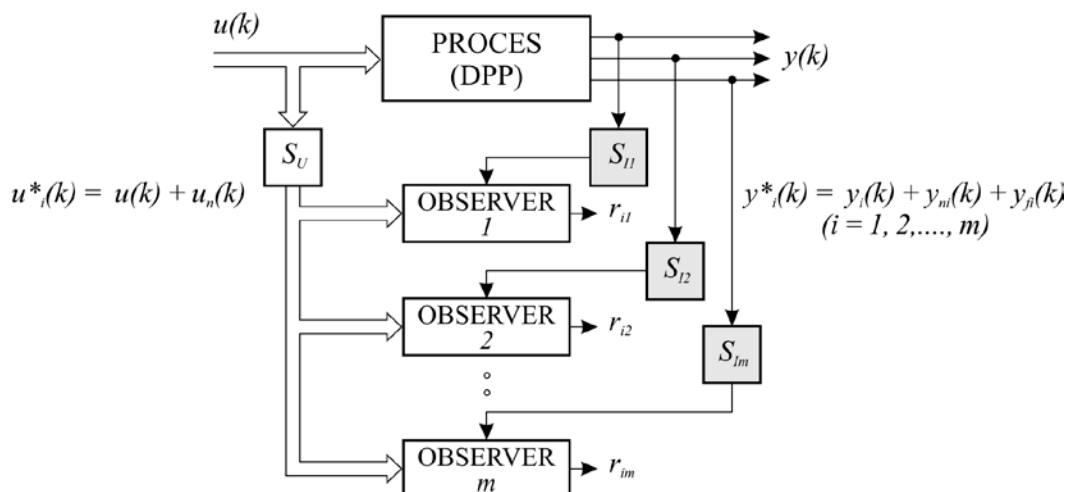 u(k)
PROCES
(DPP)
y(k)
S_U
S_I1
u*_i(k) = u(k) + u_n(k)
OBSERVER
1
r_i1
y*_i(k) = y_i(k) + y_ni(k) + y_fi(k)
(i = 1, 2,...., m)
S_I2
OBSERVER
2
r_i2
S_Im
OBSERVER
m
r_im